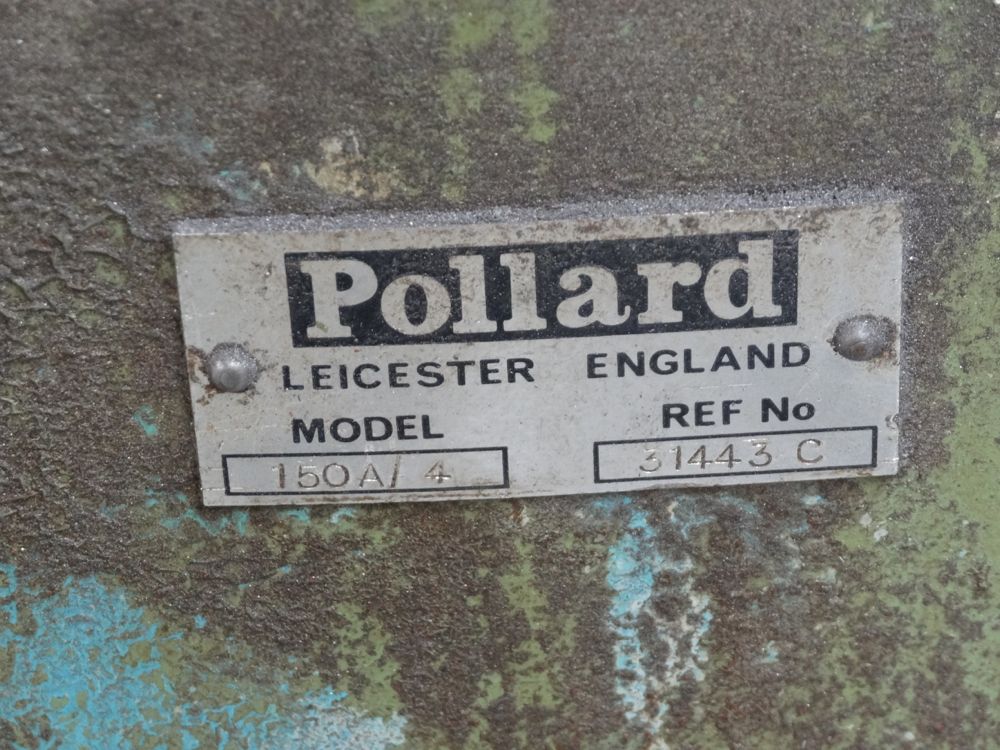 Pollard
LEICESTER ENGLAND
MODEL REF No
150A/4 31443 C